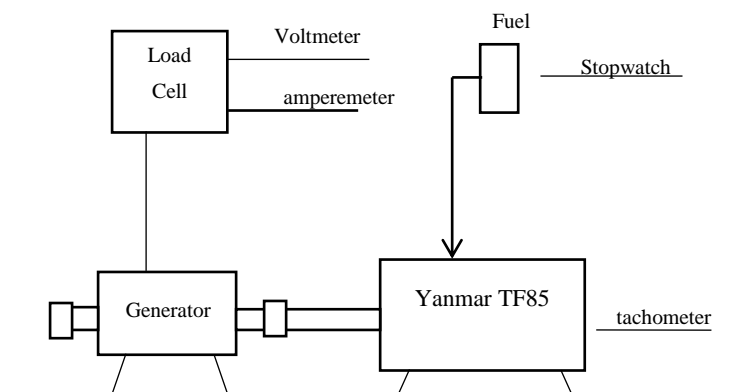 Fuel
Voltmeter
Load
Cell
Stopwatch
amperemeter
Yanmar TF85
Generator
tachometer